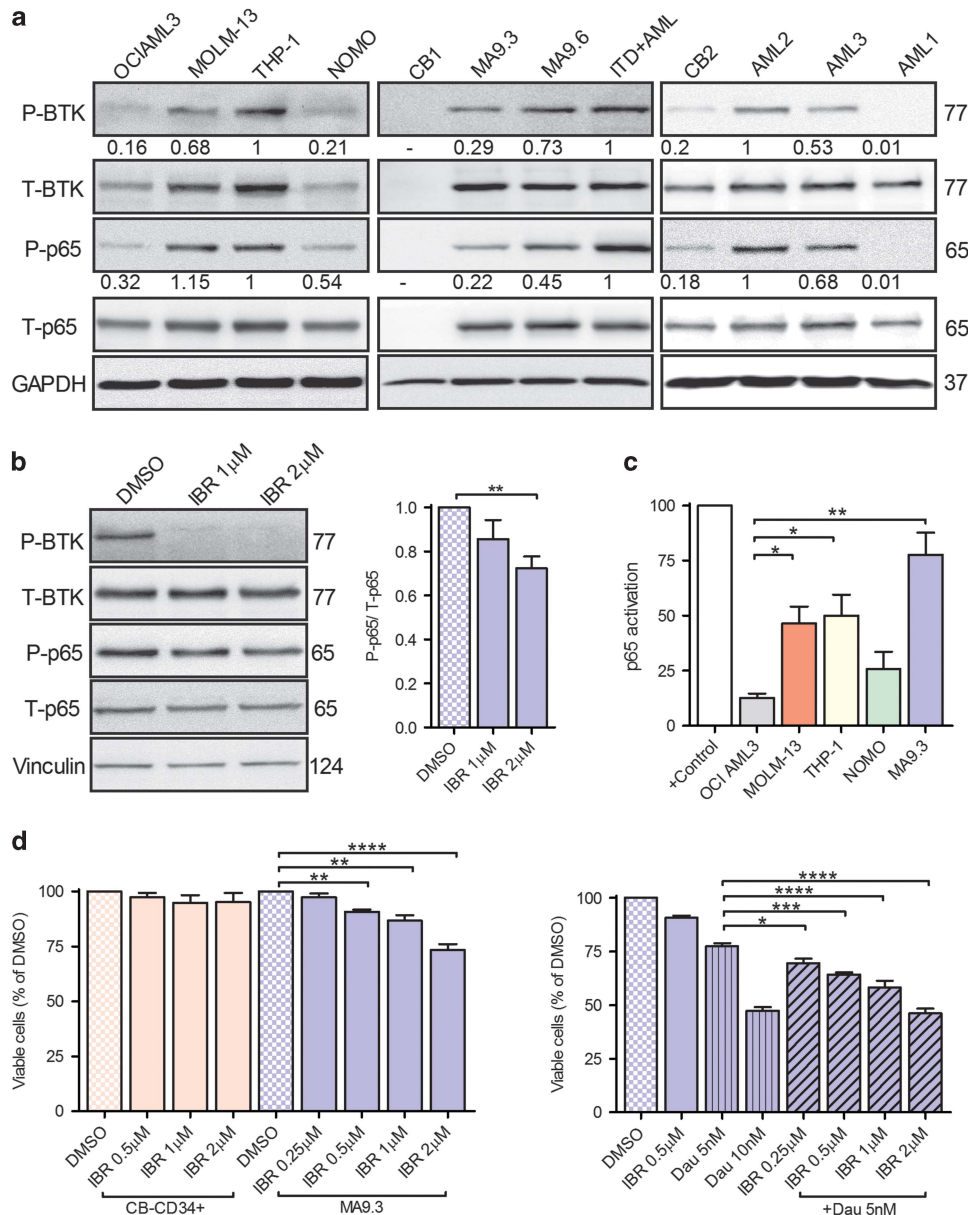 a
OCIAML3 MOLM-13 THP-1 NOMO CB1 MA9.3 MA9.6 ITD+AML CB2 AML2 AML3 AML1
P-BTK 77
0.16 0.68 1 0.21 - 0.29 0.73 1 0.2 1 0.53 0.01
T-BTK 77
P-p65 65
0.32 1.15 1 0.54 - 0.22 0.45 1 0.18 1 0.68 0.01
T-p65 65
GAPDH 37
b
DMSO IBR 1µM IBR 2µM
P-BTK 77
T-BTK 77
P-p65 65
T-p65 65
Vinculin 124
**
P-p65/ T-p65
1.0
0.8
0.6
0.4
0.2
0.0
DMSO IBR 1µM IBR 2µM
c
**
*
*
p65 activation
100
75
50
25
0
+Control OCI AML3 MOLM-13 THP-1 NOMO MA9.3
d
****
**
**
Viable cells (% of DMSO)
100
75
50
25
0
DMSO IBR 0.5µM IBR 1µM IBR 2µM DMSO IBR 0.25µM IBR 0.5µM IBR 1µM IBR 2µM
CB-CD34+ MA9.3
****
****
***
*
Viable cells (% of DMSO)
100
75
50
25
0
DMSO IBR 0.5µM Dau 5nM Dau 10nM IBR 0.25µM IBR 0.5µM IBR 1µM IBR 2µM
+Dau 5nM